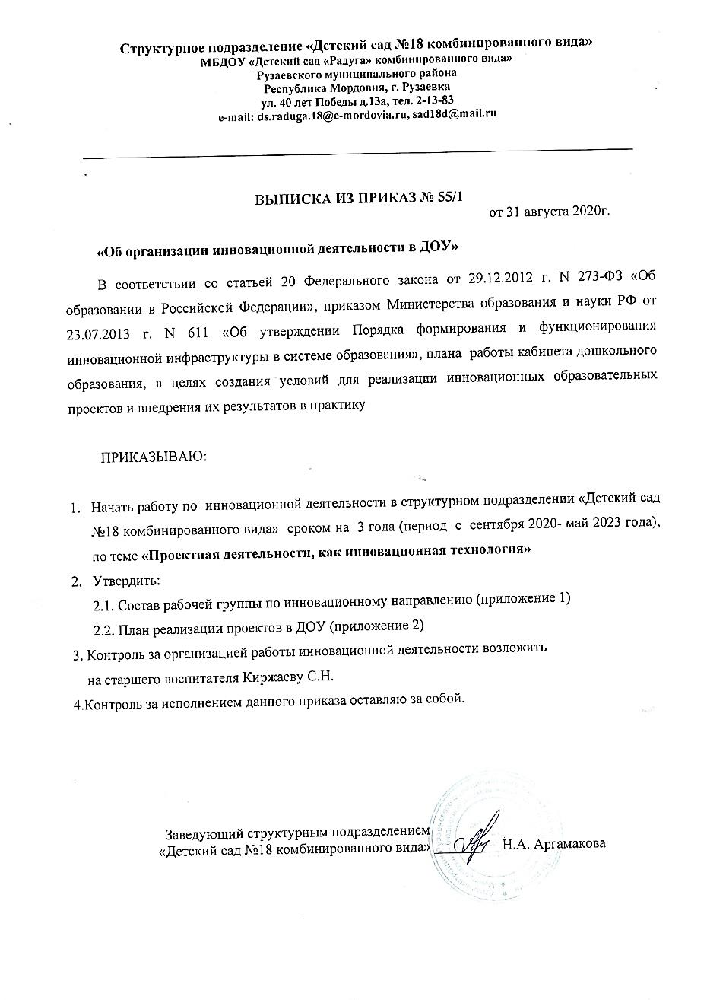 Структурное подразделение «Детский сад №18 комбинированного вида»
МБДОУ «Детский сад «Радуга» комбинированного вида»
Рузаевского муниципального района
Республика Мордовия, г. Рузаевка
ул. 40 лет Победы д.13а, тел. 2-13-83
e-mail: ds.raduga.18@e-mordovia.ru, sad18d@mail.ru
ВЫПИСКА ИЗ ПРИКАЗ № 55/1
от 31 августа 2020г.
«Об организации инновационной деятельности в ДОУ»
В соответствии со статьей 20 Федерального закона от 29.12.2012 г. N 273-ФЗ «Об
образовании в Российской Федерации», приказом Министерства образования и науки РФ от
23.07.2013 г. N 611 «Об утверждении Порядка формирования и функционирования
инновационной инфраструктуры в системе образования», плана работы кабинета дошкольного
образования, в целях создания условий для реализации инновационных образовательных
проектов и внедрения их результатов в практику
ПРИКАЗЫВАЮ:
1. Начать работу по инновационной деятельности в структурном подразделении «Детский сад
№18 комбинированного вида» сроком на 3 года (период с сентября 2020- май 2023 года),
по теме «Проектная деятельности, как инновационная технология»
2. Утвердить:
2.1. Состав рабочей группы по инновационному направлению (приложение 1)
2.2. План реализации проектов в ДОУ (приложение 2)
3. Контроль за организацией работы инновационной деятельности возложить
на старшего воспитателя Киржаеву С.Н.
4.Контроль за исполнением данного приказа оставляю за собой.
Заведующий структурным подразделением
«Детский сад №18 комбинированного вида» __________ Н.А. Аргамакова